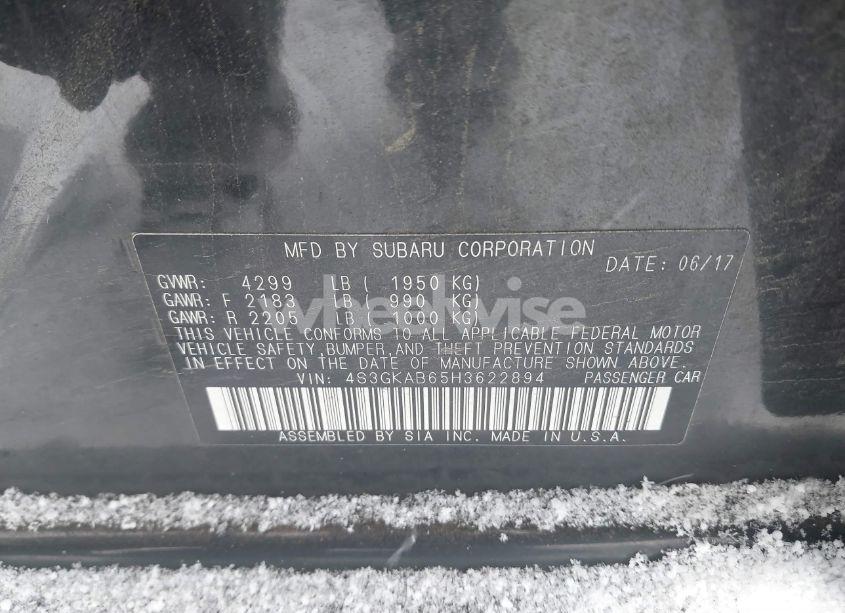 MFD BY SUBARU CORPORATION
DATE: 06/17
GVWR: 4299 LB ( 1950 KG)
GAWR: F 2183 LB ( 990 KG)
GAWR: R 2205 LB ( 1000 KG)
THIS VEHICLE CONFORMS TO ALL APPLICABLE FEDERAL MOTOR
VEHICLE SAFETY, BUMPER, AND THEFT PREVENTION STANDARDS
IN EFFECT ON THE DATE OF MANUFACTURE SHOWN ABOVE.
VIN: 4S3GKAB65H3622894 PASSENGER CAR
ASSEMBLED BY SIA INC. MADE IN U.S.A.
wheelwise